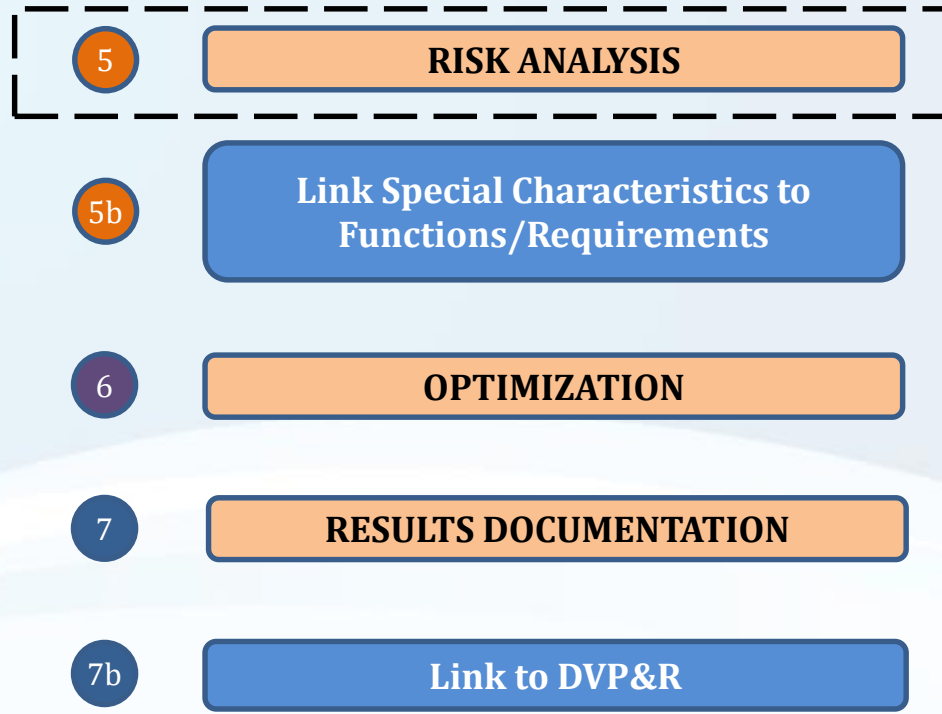 5
RISK ANALYSIS
5b
Link Special Characteristics to
Functions/Requirements
6
OPTIMIZATION
7
RESULTS DOCUMENTATION
7b
Link to DVP&R